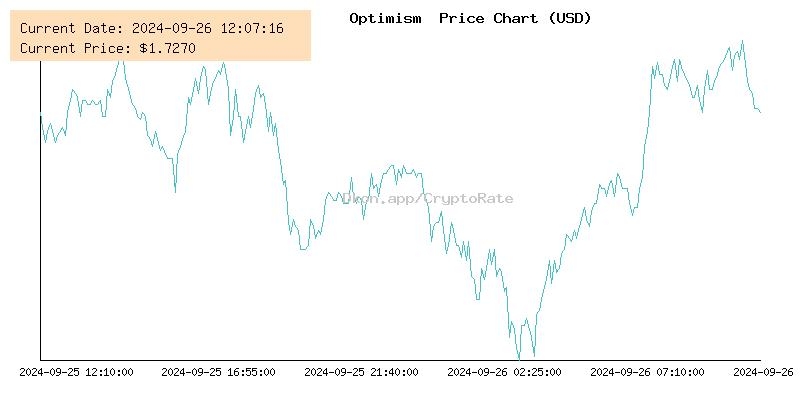 Optimism  Price Chart (USD)
Current Date: 2024-09-26 12:07:16
Current Price: $1.7270
Dkon.app/CryptoRate
2024-09-25 12:10:00 2024-09-25 16:55:00 2024-09-25 21:40:00 2024-09-26 02:25:00 2024-09-26 07:10:00 2024-09-26